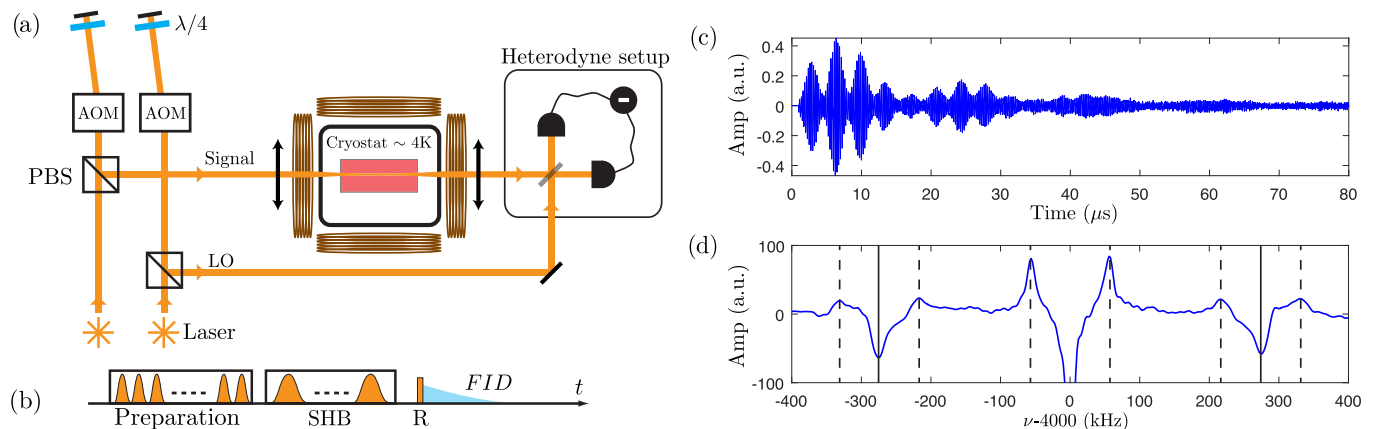 (a)
λ/4
AOM
AOM
PBS
Signal
Cryostat ∼ 4K
Heterodyne setup
LO
Laser
(b)
Preparation
SHB
R
FID
t
(c)
Amp (a.u.)
0.4
0.2
0
-0.2
-0.4
0
10
20
30
40
50
60
70
80
Time (μs)
(d)
Amp (a.u.)
100
0
-100
-400
-300
-200
-100
0
100
200
300
400
ν-4000 (kHz)